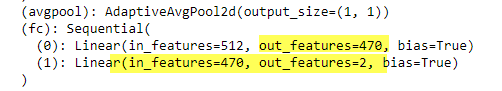 (avgpool): AdaptiveAvgPool2d(output_size=(1, 1))
(fc): Sequential(
(0): Linear(in_features=512, out_features=470, bias=True)
(1): Linear(in_features=470, out_features=2, bias=True)
)